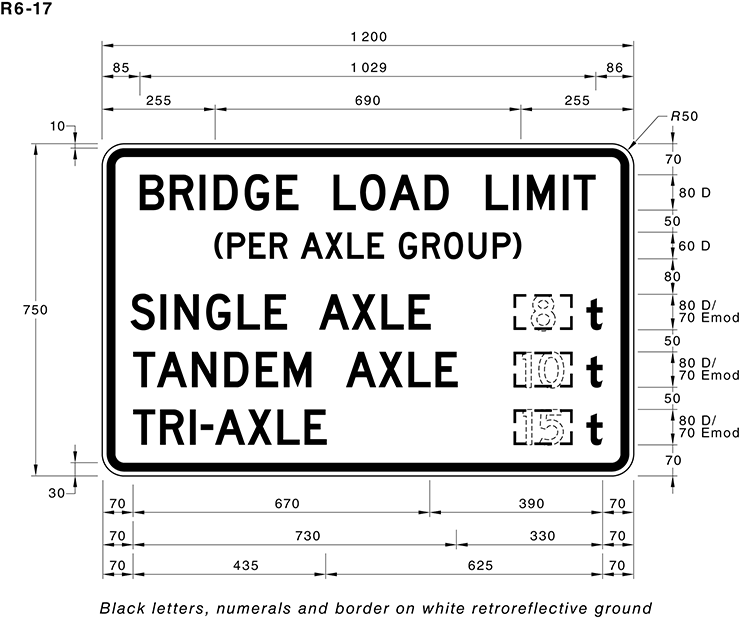 R6-17
1 200
85 1 029 86
255 690 255
10
R50
70
BRIDGE LOAD LIMIT
80 D
50
(PER AXLE GROUP)
60 D
80
750
SINGLE AXLE 8 t
80 D/
70 Emod
50
TANDEM AXLE 10 t
80 D/
70 Emod
50
TRI-AXLE 15 t
80 D/
70 Emod
70
30
70 670 390 70
70 730 330 70
70 435 625 70
Black letters, numerals and border on white retroreflective ground